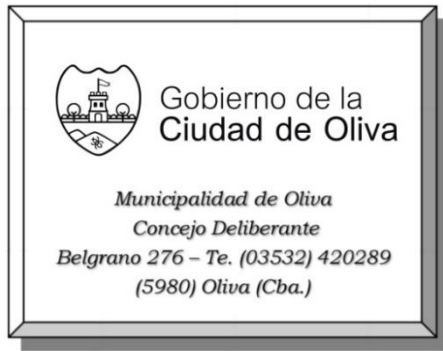 Gobierno de la
Ciudad de Oliva
Municipalidad de Oliva
Concejo Deliberante
Belgrano 276 – Te. (03532) 420289
(5980) Oliva (Cba.)